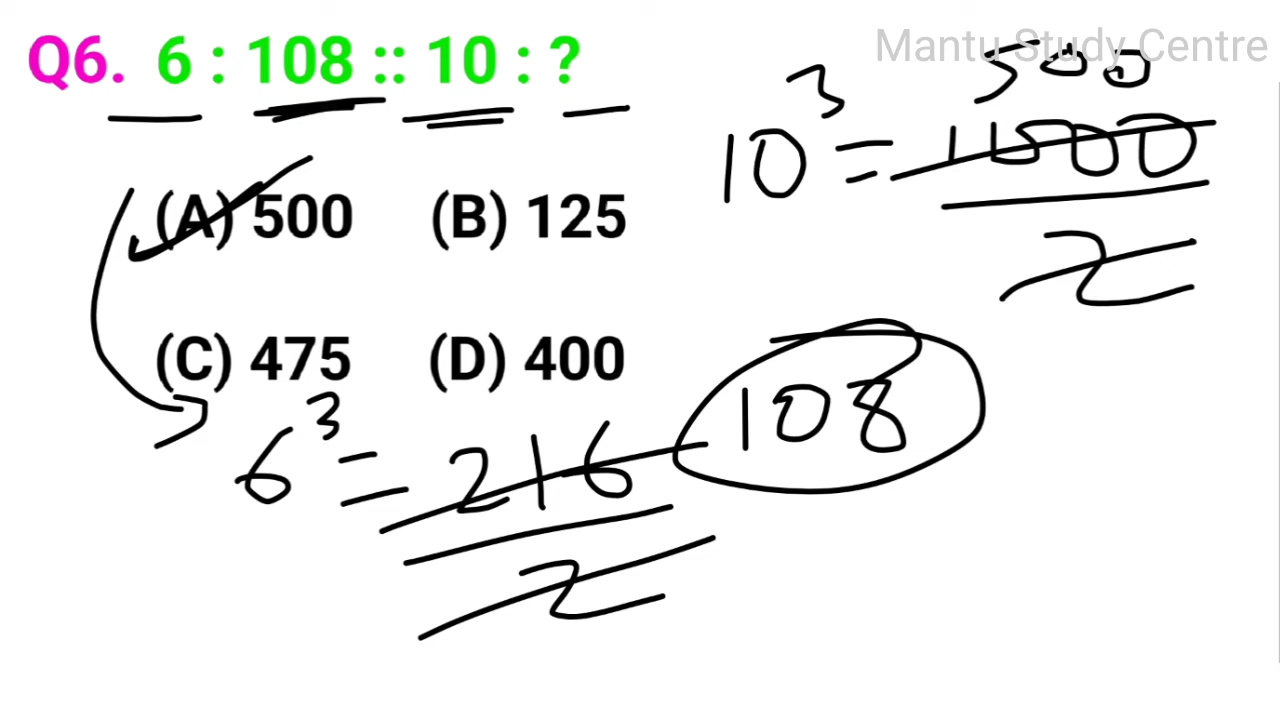 Mantu Study Centre
Q6. 6 : 108 :: 10 : ?
(A) 500 (B) 125
(C) 475 (D) 400
500
10³ = 1000
2
108
6³ = 216
2